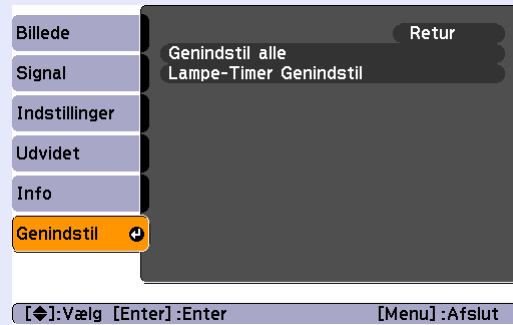 Billede
Signal
Indstillinger
Udvidet
Info
Genindstil
Retur
Genindstil alle
Lampe-Timer Genindstil
[◆]:Vælg [Enter]:Enter [Menu]:Afslut